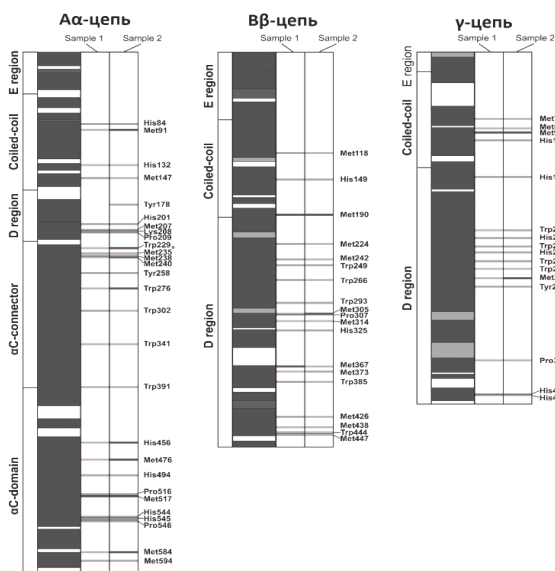 Aα-цепь
Sample 1 Sample 2
E region
Coiled-coil
D region
αC-connector
αC-domain
His84
Met91
His132
Met147
Tyr178
His201
Met207
Lys208
Pro209
Trp229
Met235
Met238
Met240
Tyr258
Trp276
Trp302
Trp341
Trp391
His456
Met476
His494
Pro516
Met517
His544
His545
Pro546
Met584
Met594
Bβ-цепь
Sample 1 Sample 2
E region
Coiled-coil
D region
Met118
His149
Met190
Met224
Met242
Trp249
Trp266
Trp293
Met305
Pro307
Met314
His325
Met367
Met373
Trp385
Met426
Met438
Trp444
Met447
γ-цепь
Sample 1 Sample 2
E region
Coiled-coil
D region